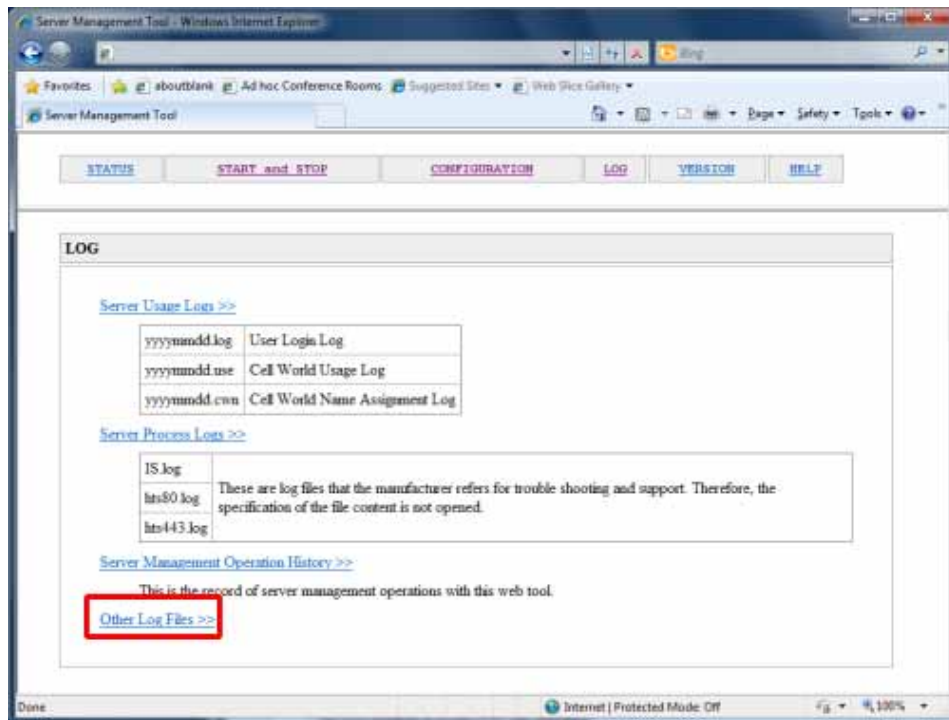 Server Management Tool - Windows Internet Explorer
Bing
Favorites aboutblank Ad hoc Conference Rooms Suggested Sites Web Slice Gallery
Server Management Tool Page Safety Tools
STATUS START and STOP CONFIGURATION LOG VERSION HELP
LOG
Server Usage Logs >>
yyyymmdd.log User Login Log
yyyymmdd.use Cell World Usage Log
yyyymmdd.cwn Cell World Name Assignment Log
Server Process Logs >>
IS.log
hts80.log
hts443.log
These are log files that the manufacturer refers for trouble shooting and support. Therefore, the
specification of the file content is not opened.
Server Management Operation History >>
This is the record of server management operations with this web tool.
Other Log Files >>
Done Internet | Protected Mode: Off 100%